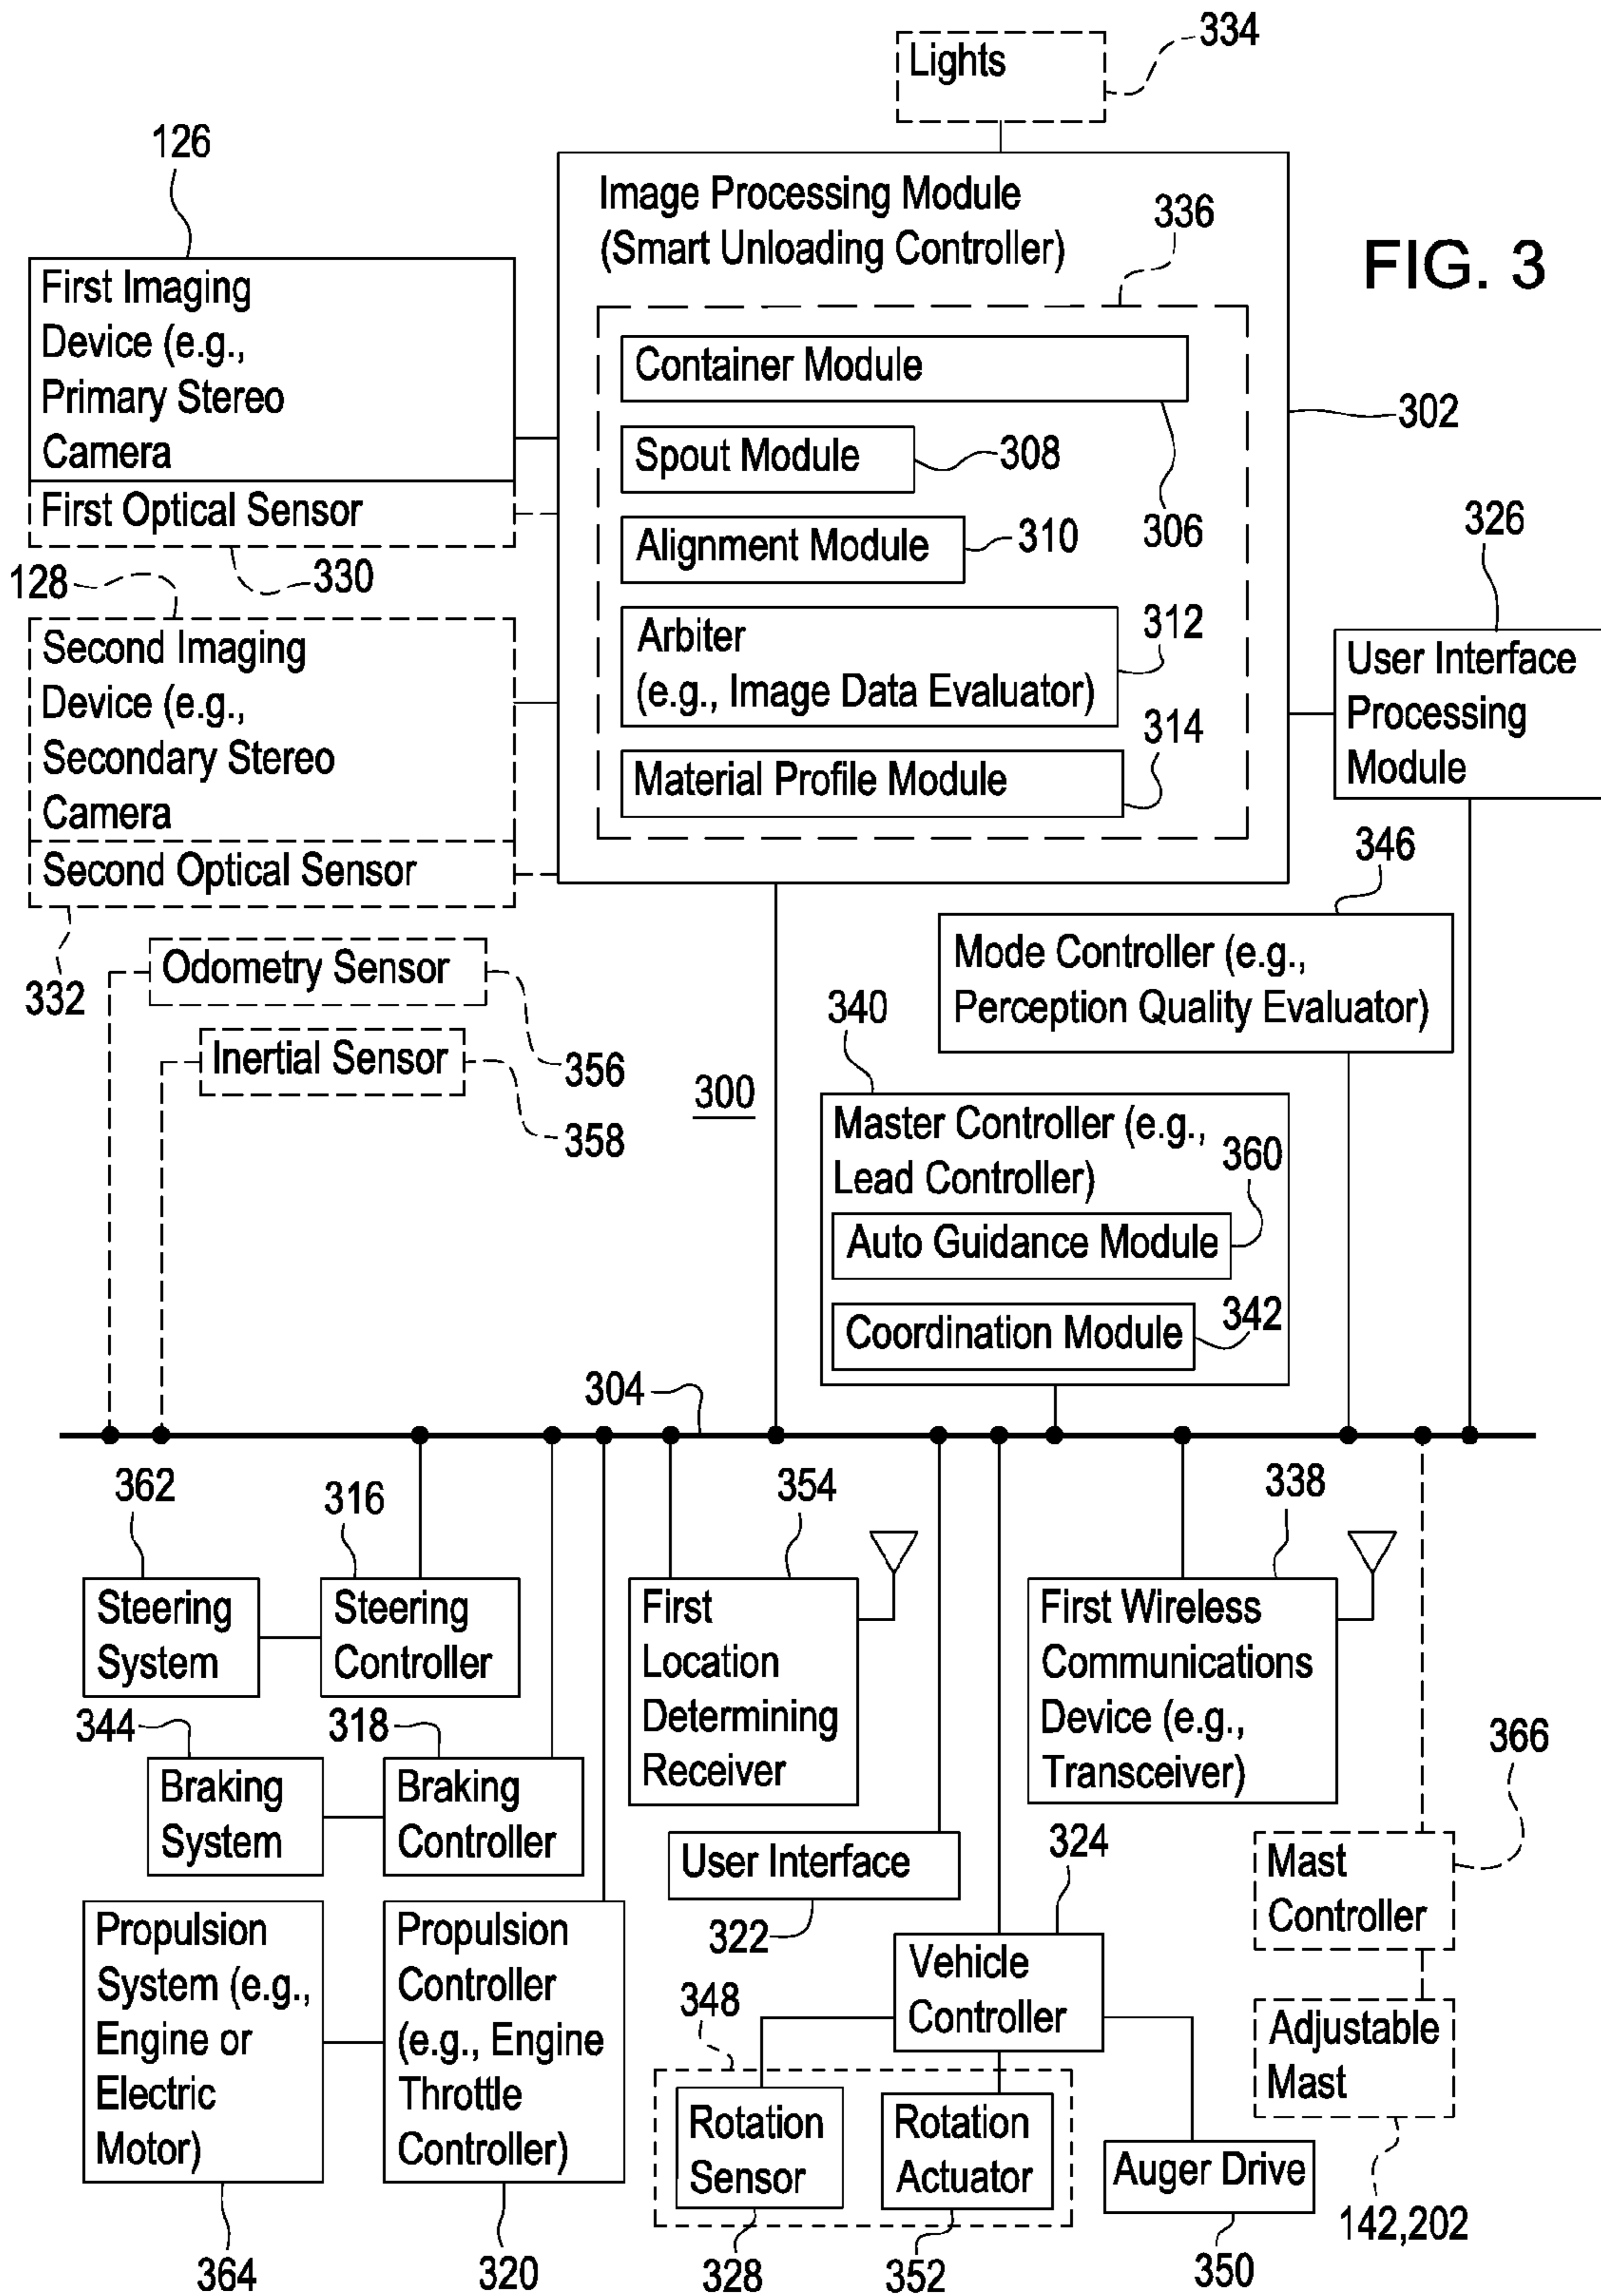 Lights
334
126
Image Processing Module
(Smart Unloading Controller)
336
FIG. 3
First Imaging
Device (e.g.,
Primary Stereo
Camera
First Optical Sensor
330
Container Module
302
Spout Module
308
306
Alignment Module
310
326
128
Second Imaging
Device (e.g.,
Secondary Stereo
Camera
Second Optical Sensor
332
Arbiter
(e.g., Image Data Evaluator)
312
User Interface
Processing
Module
314
Material Profile Module
346
Odometry Sensor
356
Inertial Sensor
358
Mode Controller (e.g.,
Perception Quality Evaluator)
340
300
Master Controller (e.g.,
Lead Controller)
360
Auto Guidance Module
342
Coordination Module
304
362
316
354
338
Steering
System
Steering
Controller
First
Location
Determining
Receiver
First Wireless
Communications
Device (e.g.,
Transceiver)
344
318
366
Braking
System
Braking
Controller
User Interface
322
324
Mast
Controller
Propulsion
System (e.g.,
Engine or
Electric
Motor)
Propulsion
Controller
(e.g., Engine
Throttle
Controller)
Vehicle
Controller
348
Adjustable
Mast
Rotation
Sensor
Rotation
Actuator
Auger Drive
142,202
364
320
328
352
350